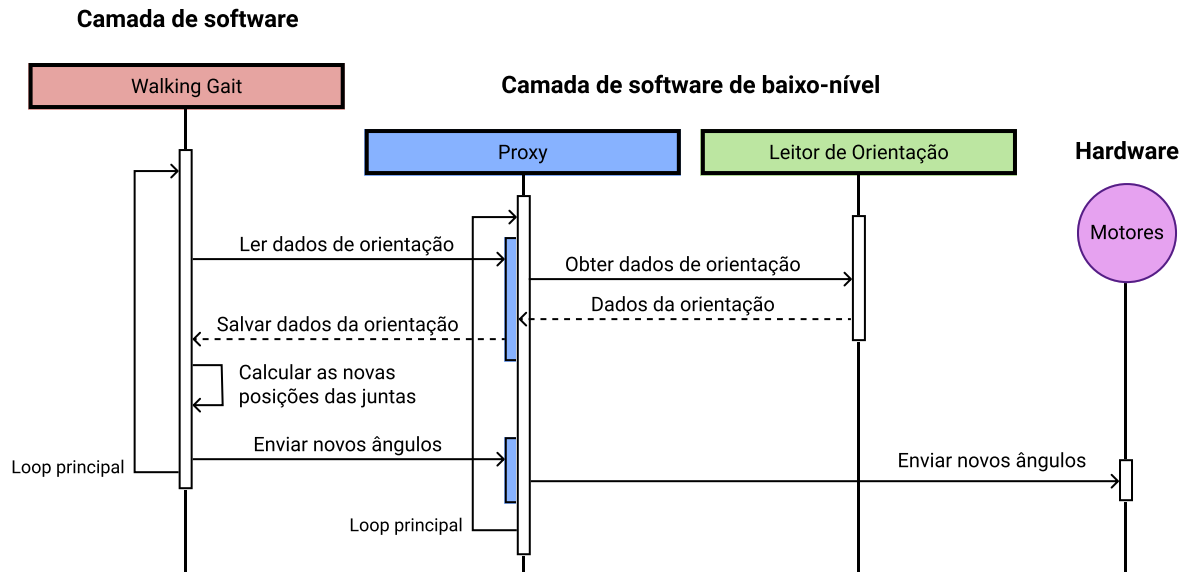 Camada de software
Walking Gait
Camada de software de baixo-nível
Proxy
Leitor de Orientação
Hardware
Motores
Ler dados de orientação
Obter dados de orientação
Dados da orientação
Salvar dados da orientação
Calcular as novas
posições das juntas
Enviar novos ângulos
Enviar novos ângulos
Loop principal
Loop principal